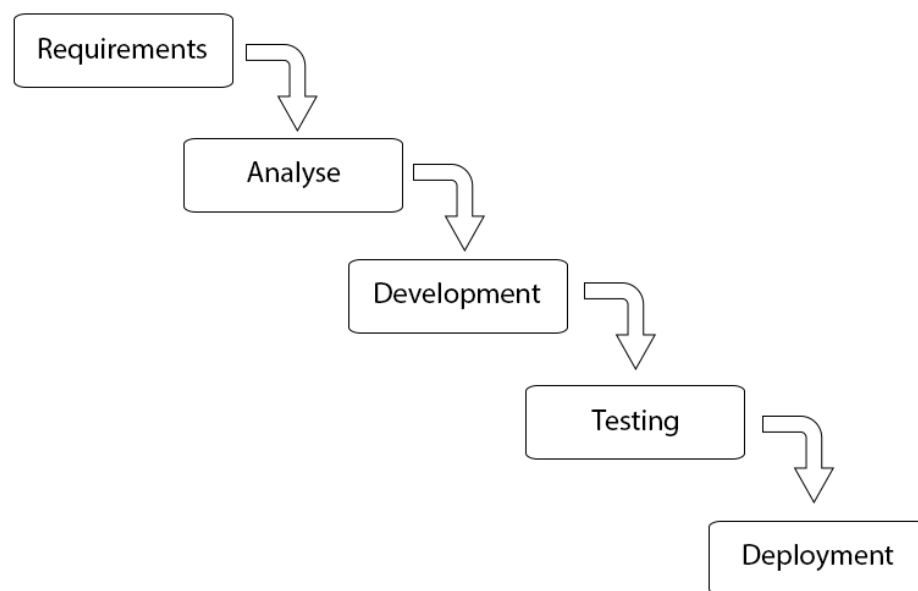 Requirements
Analyse
Development
Testing
Deployment